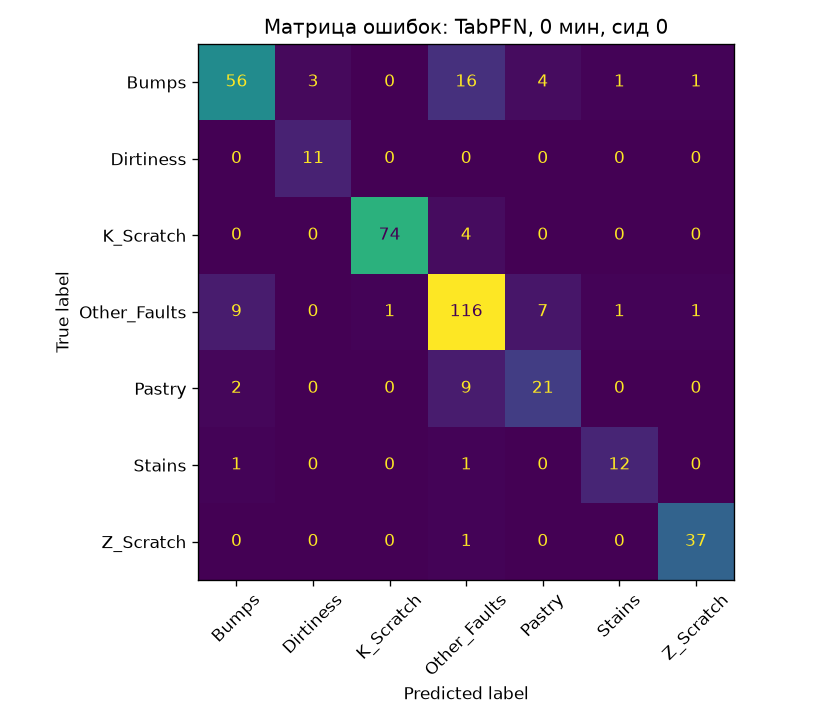 Матрица ошибок: TabPFN, 0 мин, сид 0
Bumps 56 3 0 16 4 1 1
Dirtiness 0 11 0 0 0 0 0
K_Scratch 0 0 74 4 0 0 0
True label
Other_Faults 9 0 1 116 7 1 1
Pastry 2 0 0 9 21 0 0
Stains 1 0 0 1 0 12 0
Z_Scratch 0 0 0 1 0 0 37
Bumps Dirtiness K_Scratch Other_Faults Pastry Stains Z_Scratch
Predicted label